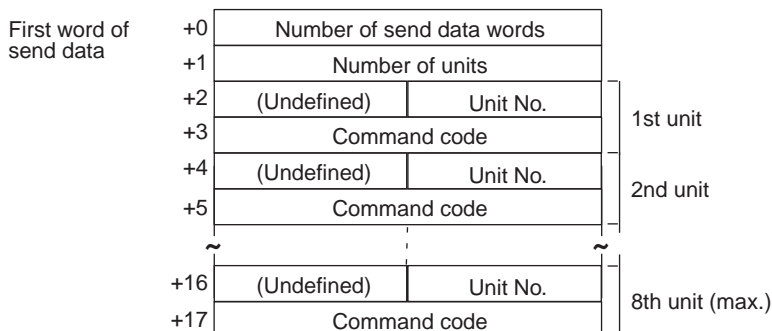 First word of
send data
+0 Number of send data words
+1 Number of units
+2 (Undefined) Unit No.
+3 Command code
1st unit
+4 (Undefined) Unit No.
+5 Command code
2nd unit
~ ~
+16 (Undefined) Unit No.
+17 Command code
8th unit (max.)